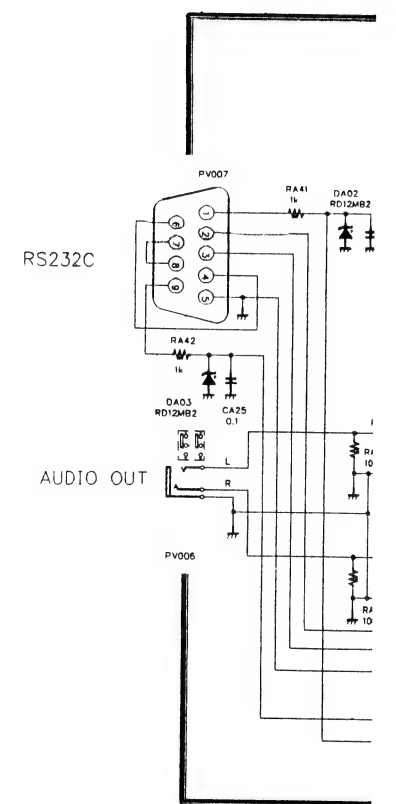 PV007
RA41
1k
DA02
RD12MB2
1
2
3
4
5
6
7
8
9
RS232C
RA42
1k
DA03
RD12MB2
CA25
0.1
L
R
AUDIO OUT
PV006